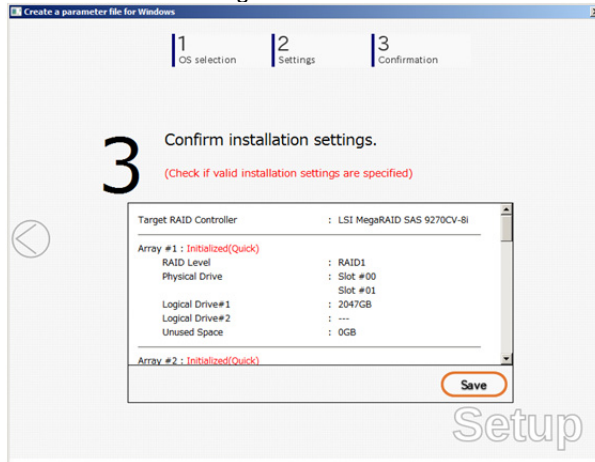 Create a parameter file for Windows
1 2 3
OS selection Settings Confirmation
3 Confirm installation settings.
(Check if valid installation settings are specified)
Target RAID Controller : LSI MegaRAID SAS 9270CV-8i
Array #1 : Initialized(Quick)
RAID Level : RAID1
Physical Drive : Slot #00
Slot #01
Logical Drive#1 : 2047GB
Logical Drive#2 : ---
Unused Space : 0GB
Array #2 : Initialized(Quick)
Save
Setup